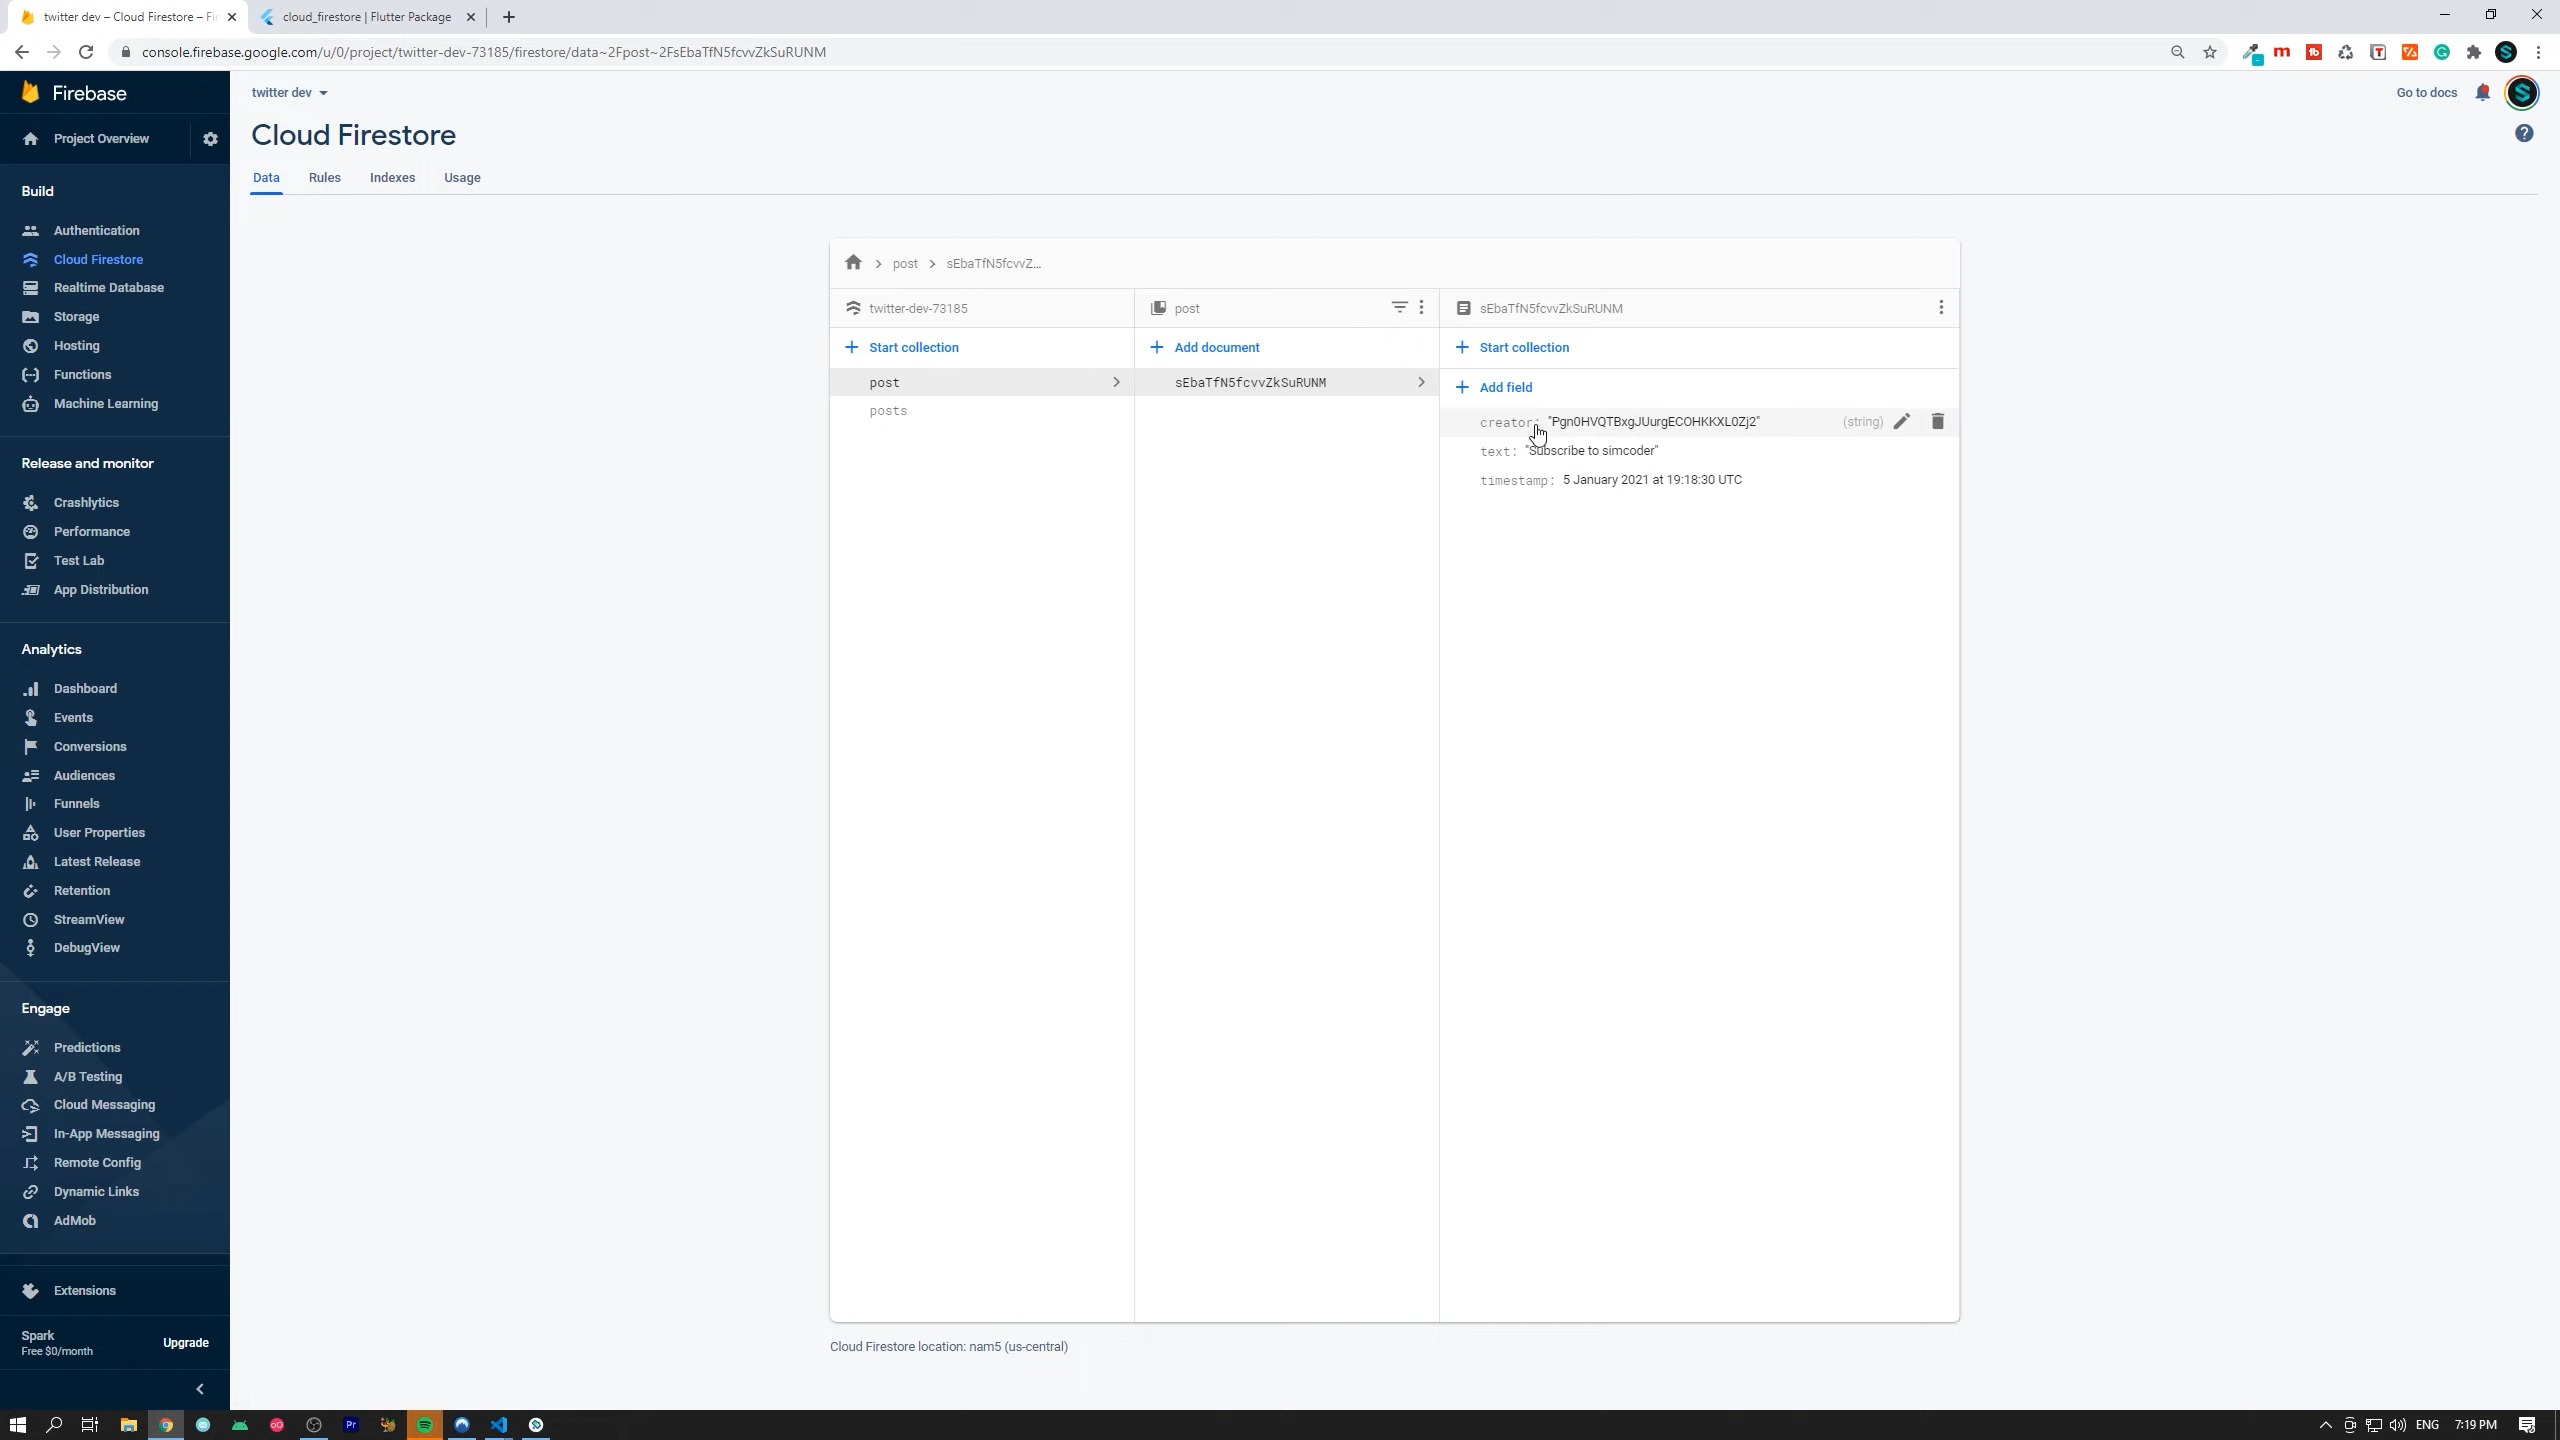 twitter dev – Cloud Firestore – Fi
cloud_firestore | Flutter Package
console.firebase.google.com/u/0/project/twitter-dev-73185/firestore/data~2Fpost~2FsEbaTfN5fcvvZkSuRUNM
Firebase
twitter dev
Go to docs
Project Overview
Cloud Firestore
Data
Rules
Indexes
Usage
Build
Authentication
Cloud Firestore
Realtime Database
Storage
Hosting
Functions
Machine Learning
Release and monitor
Crashlytics
Performance
Test Lab
App Distribution
Analytics
Dashboard
Events
Conversions
Audiences
Funnels
User Properties
Latest Release
Retention
StreamView
DebugView
Engage
Predictions
A/B Testing
Cloud Messaging
In-App Messaging
Remote Config
Dynamic Links
AdMob
Extensions
Spark
Free $0/month
Upgrade
post
sEbaTfN5fcvvZ...
twitter-dev-73185
Start collection
post
posts
post
Add document
sEbaTfN5fcvvZkSuRUNM
sEbaTfN5fcvvZkSuRUNM
Start collection
Add field
creator: "Pgn0HVQTBxgJUurgECOHKKXL0Zj2" (string)
text: "Subscribe to simcoder"
timestamp: 5 January 2021 at 19:18:30 UTC
Cloud Firestore location: nam5 (us-central)
Pr
ENG
7:19 PM